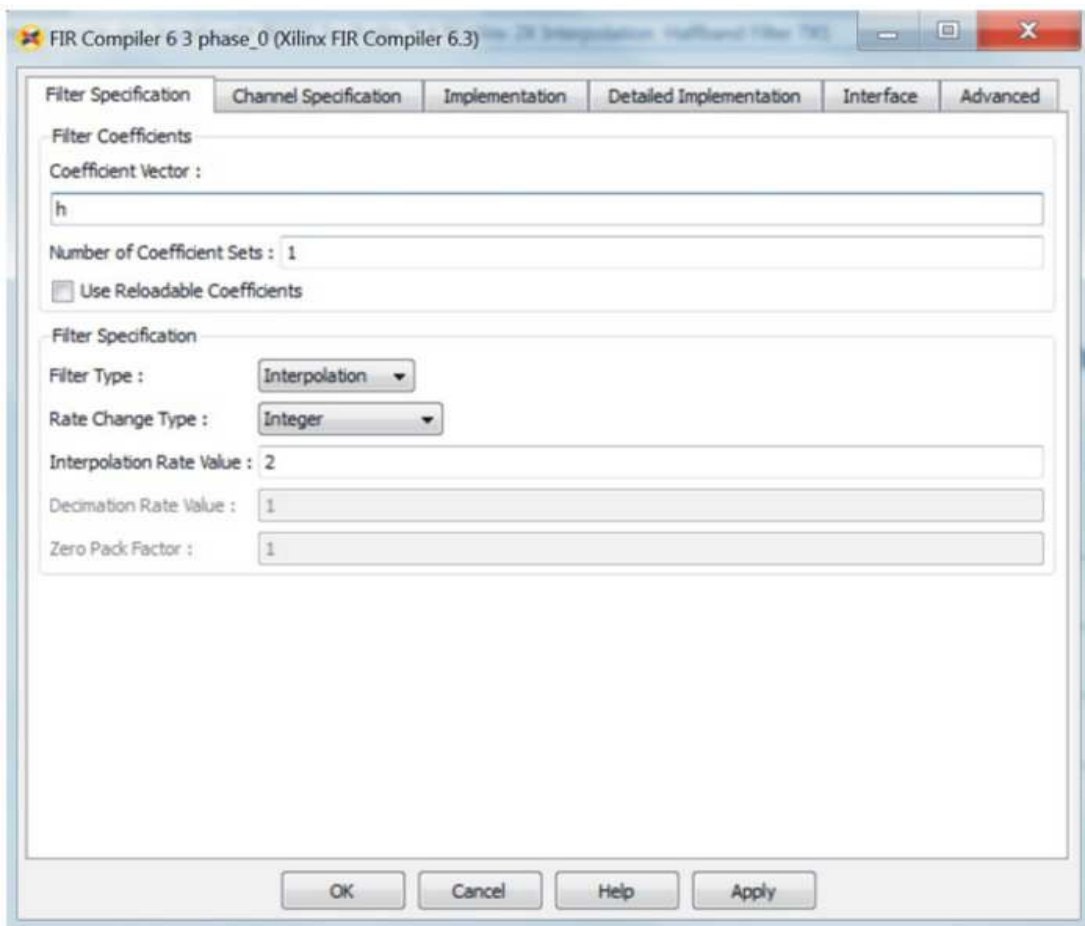 FIR Compiler 6 3 phase_0 (Xilinx FIR Compiler 6.3)
Filter Specification Channel Specification Implementation Detailed Implementation Interface Advanced
Filter Coefficients
Coefficient Vector :
h
Number of Coefficient Sets : 1
Use Reloadable Coefficients
Filter Specification
Filter Type : Interpolation
Rate Change Type : Integer
Interpolation Rate Value : 2
Decimation Rate Value : 1
Zero Pack Factor : 1
OK Cancel Help Apply